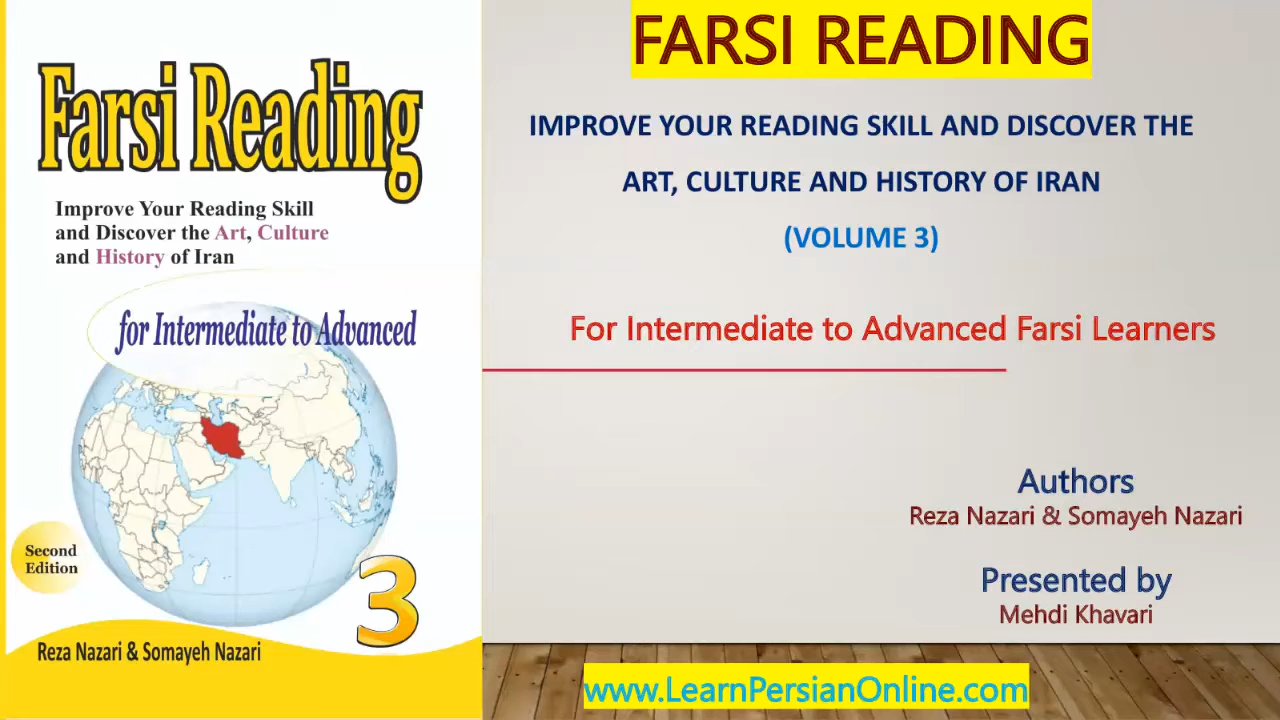 Farsi Reading
Improve Your Reading Skill
and Discover the Art, Culture
and History of Iran
for Intermediate to Advanced
Second
Edition
3
Reza Nazari & Somayeh Nazari
FARSI READING
IMPROVE YOUR READING SKILL AND DISCOVER THE
ART, CULTURE AND HISTORY OF IRAN
(VOLUME 3)
For Intermediate to Advanced Farsi Learners
Authors
Reza Nazari & Somayeh Nazari
Presented by
Mehdi Khavari
www.LearnPersianOnline.com